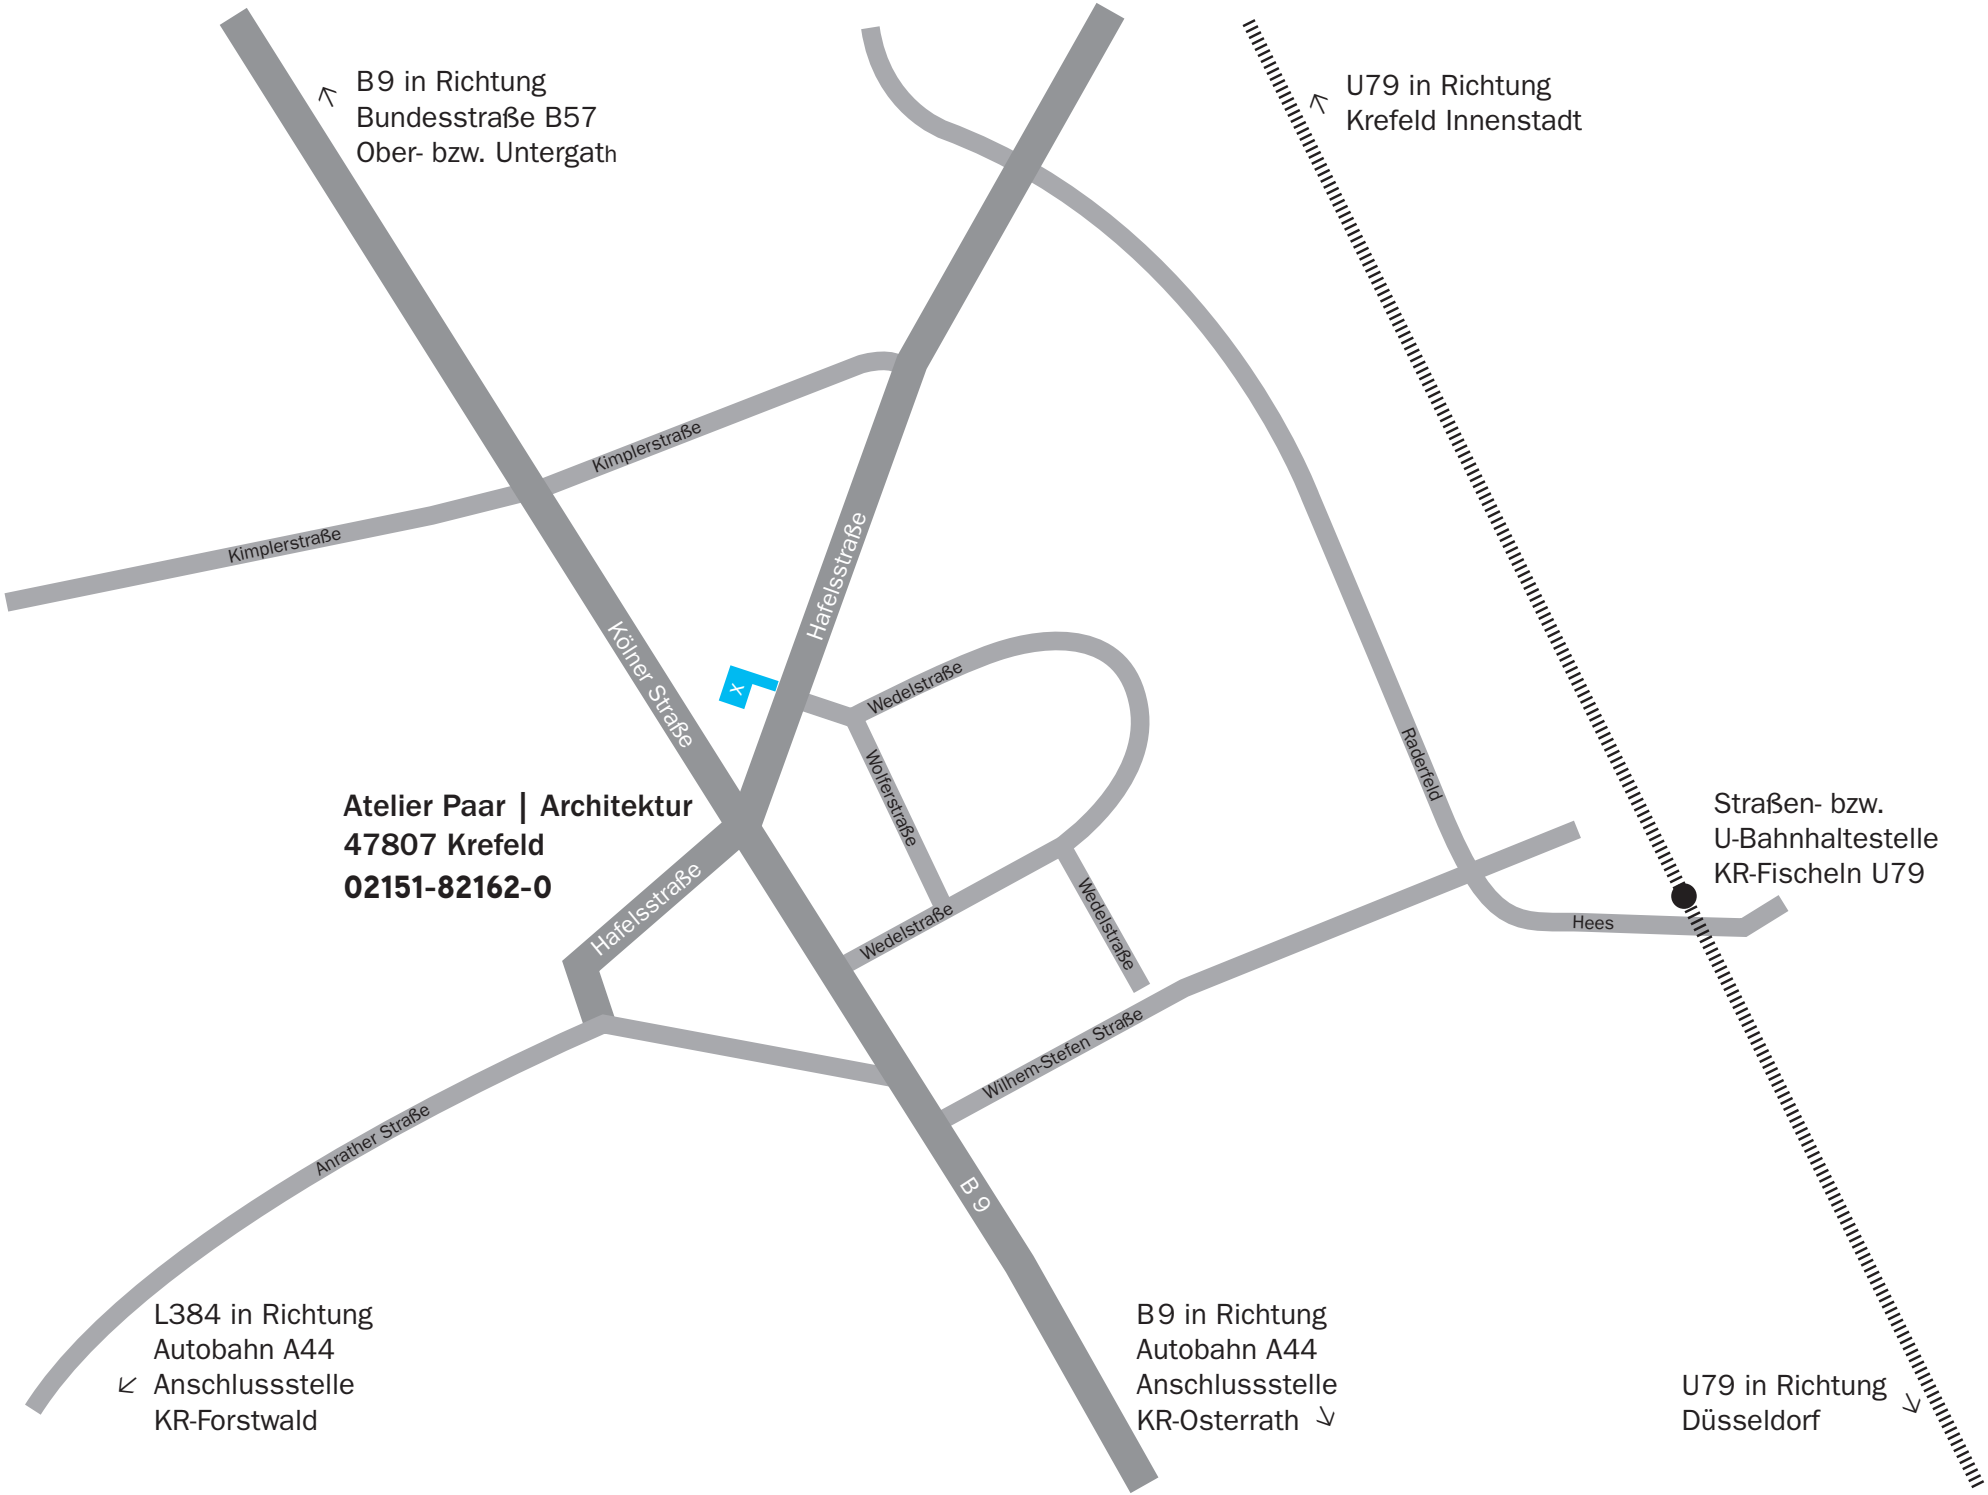 B9 in Richtung
Bundesstraße B57
Ober- bzw. Untergath
U79 in Richtung
Krefeld Innenstadt
Kimplerstraße
Kimplerstraße
Hafelsstraße
Kölner Straße
x
Wedelstraße
Wolferstraße
Raderfeld
Atelier Paar | Architektur
47807 Krefeld
02151-82162-0
Straßen- bzw.
U-Bahnhaltestelle
KR-Fischeln U79
Hafelsstraße
Wedelstraße
Wedelstraße
Hees
Wilhem-Stefen Straße
Anrather Straße
B 9
L384 in Richtung
Autobahn A44
Anschlussstelle
KR-Forstwald
B9 in Richtung
Autobahn A44
Anschlussstelle
KR-Osterrath
U79 in Richtung
Düsseldorf